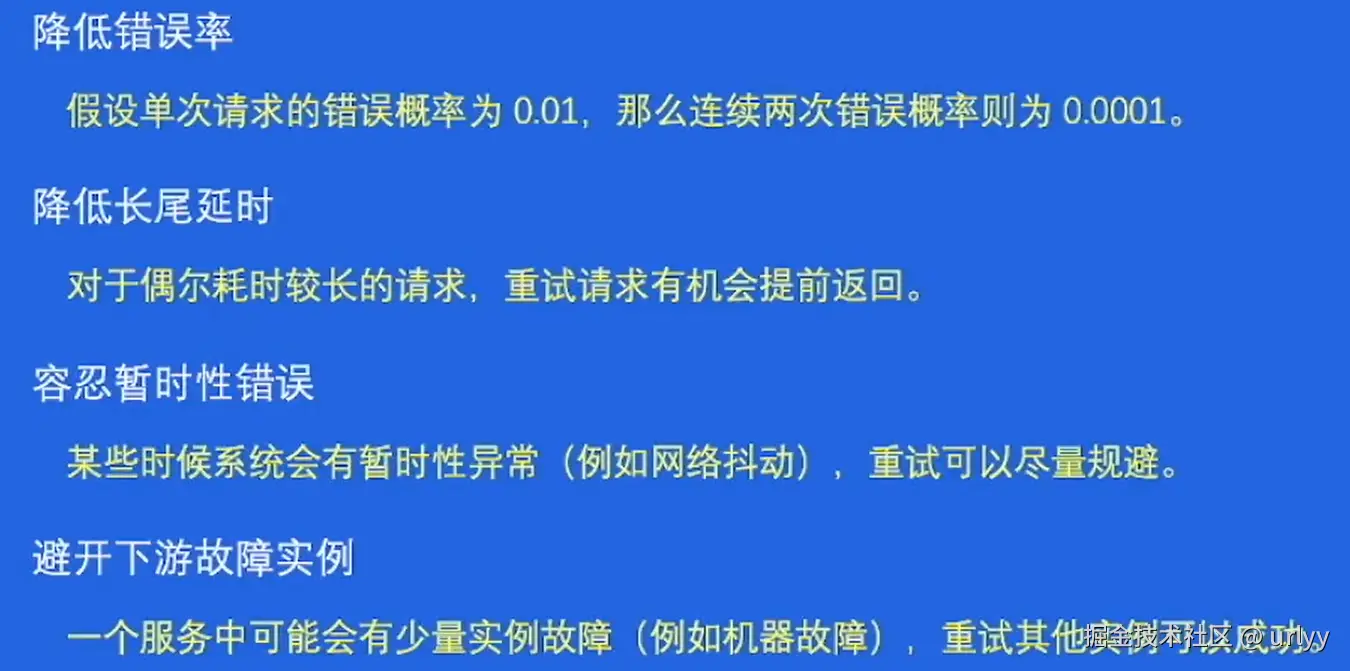 降低错误率
假设单次请求的错误概率为 0.01，那么连续两次错误概率则为 0.0001。
降低长尾延时
对于偶尔耗时较长的请求，重试请求有机会提前返回。
容忍暂时性错误
某些时候系统会有暂时性异常（例如网络抖动），重试可以尽量规避。
避开下游故障实例
一个服务中可能会有少量实例故障（例如机器故障），重试其他成功。
掘金技术社区 @ urlyy